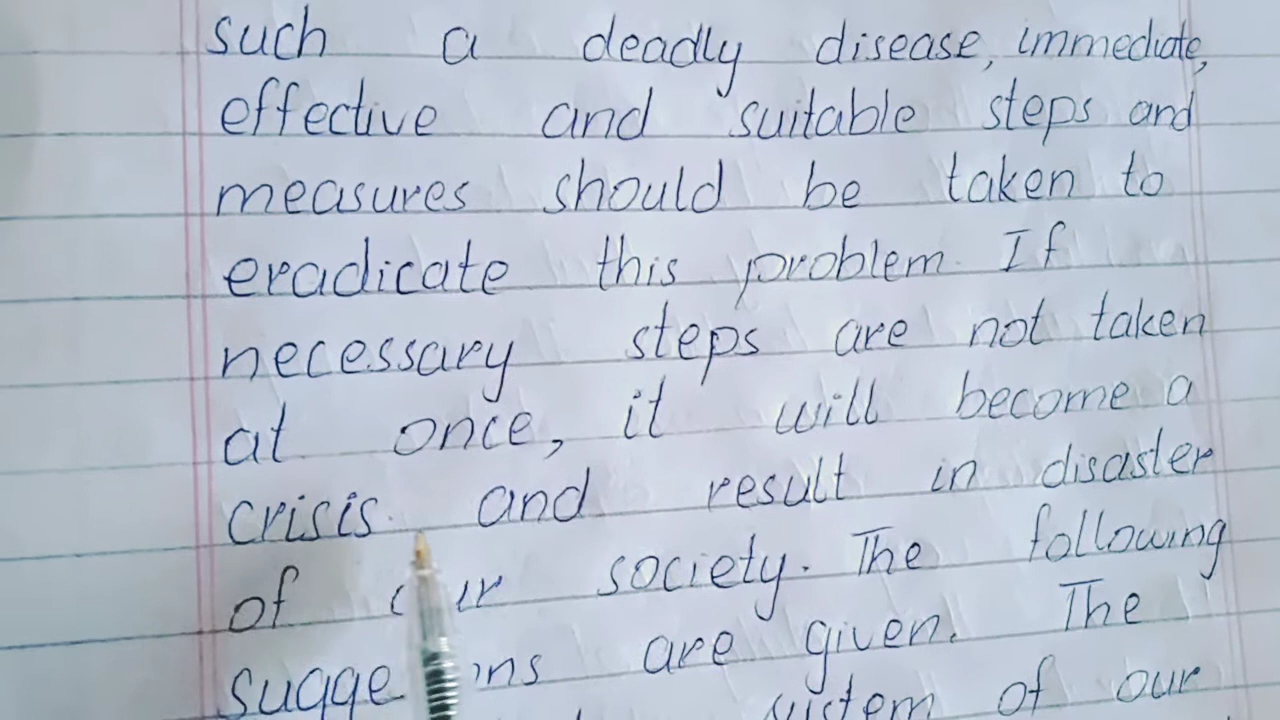 such a deadly disease, immediate,
effective and suitable steps and
measures should be taken to
eradicate this problem. If
necessary steps are not taken
at once, it will become a
crisis and result in disaster
of our society. The following
are given. The
of our